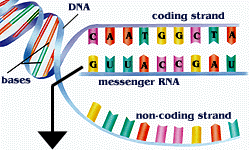 DNA
coding strand
C A A T G G C T A
bases
G U U A C C G A U
messenger RNA
non-coding strand